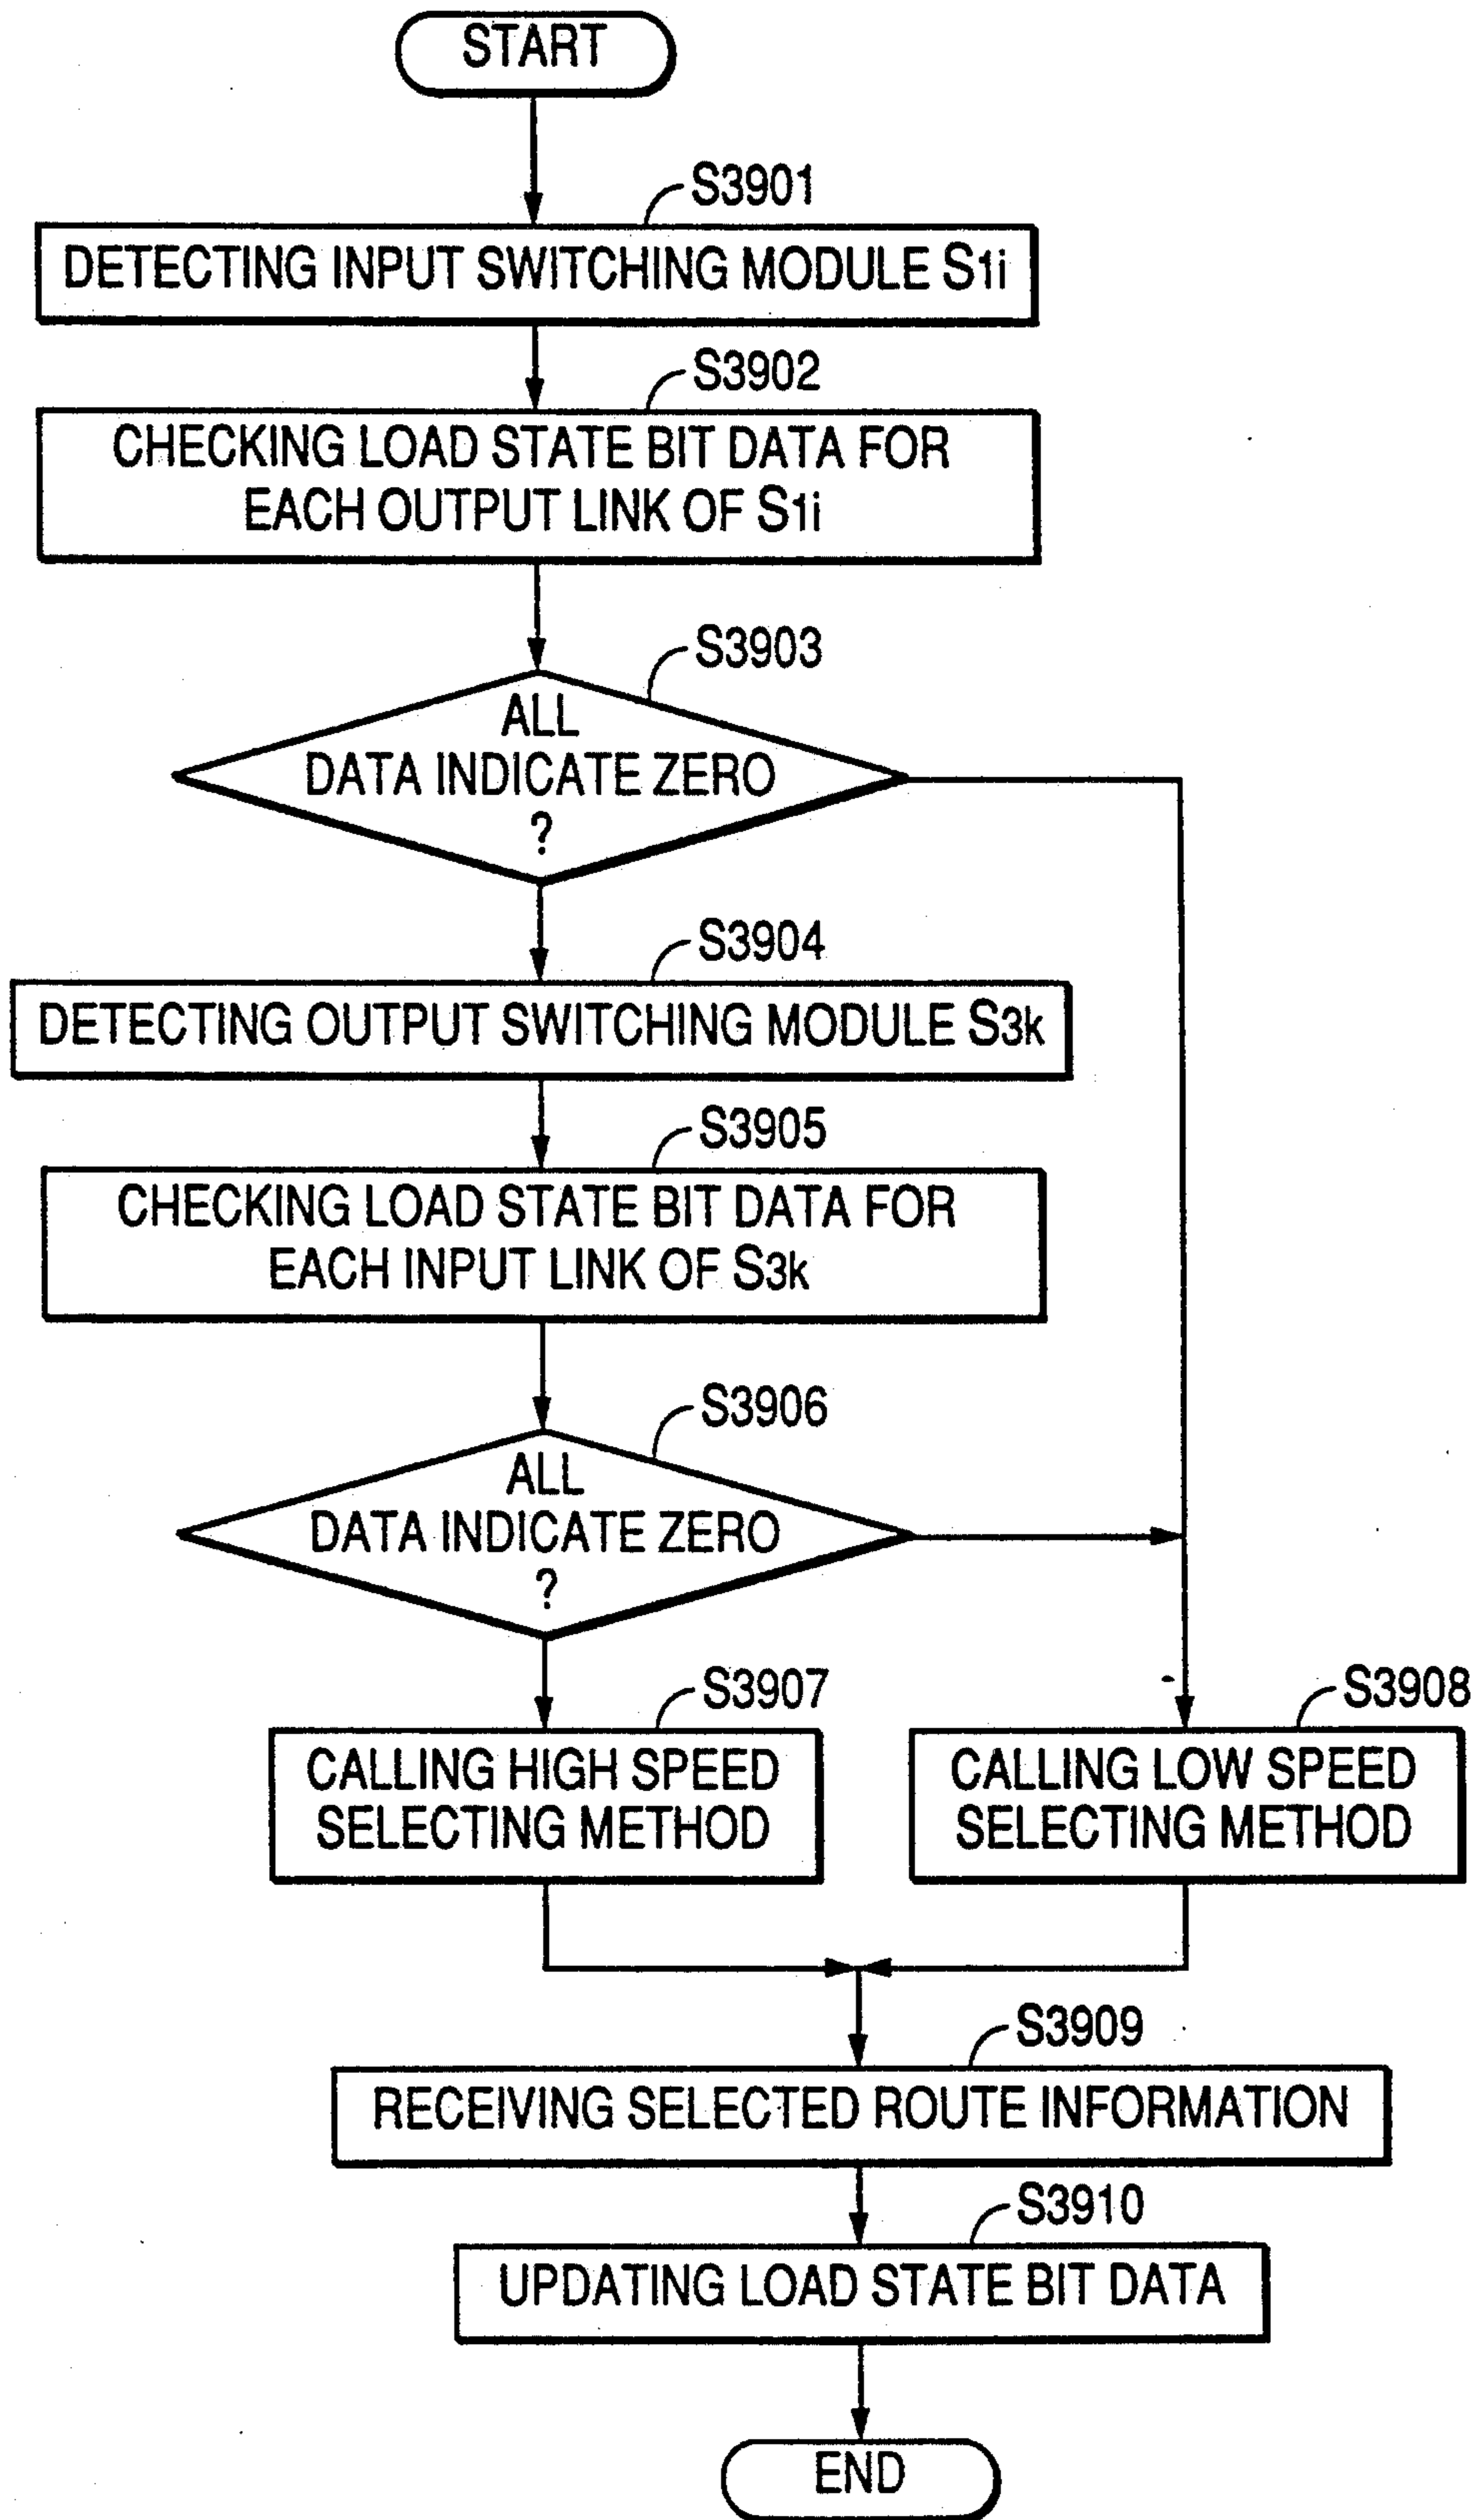 START
S3901
DETECTING INPUT SWITCHING MODULE S1i
S3902
CHECKING LOAD STATE BIT DATA FOR
EACH OUTPUT LINK OF S1i
S3903
ALL
DATA INDICATE ZERO
?
S3904
DETECTING OUTPUT SWITCHING MODULE S3k
S3905
CHECKING LOAD STATE BIT DATA FOR
EACH INPUT LINK OF S3k
S3906
ALL
DATA INDICATE ZERO
?
S3907
CALLING HIGH SPEED
SELECTING METHOD
S3908
CALLING LOW SPEED
SELECTING METHOD
S3909
RECEIVING SELECTED ROUTE INFORMATION
S3910
UPDATING LOAD STATE BIT DATA
END